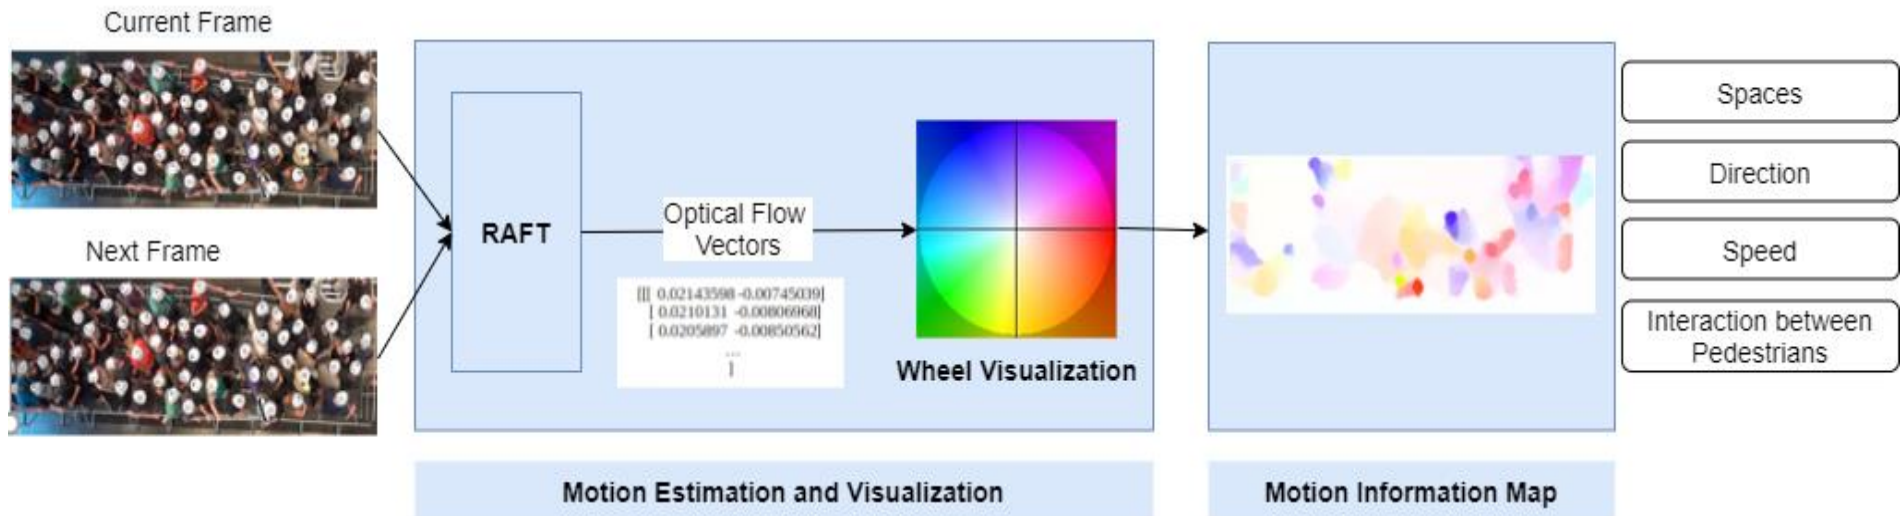 Current Frame
Next Frame
RAFT
Optical Flow
Vectors
[[[ 0.02143598 -0.00745039]
[ 0.0210131 -0.00806968]
[ 0.0205897 -0.00850562]
...
]
Wheel Visualization
Spaces
Direction
Speed
Interaction between
Pedestrians
Motion Estimation and Visualization
Motion Information Map